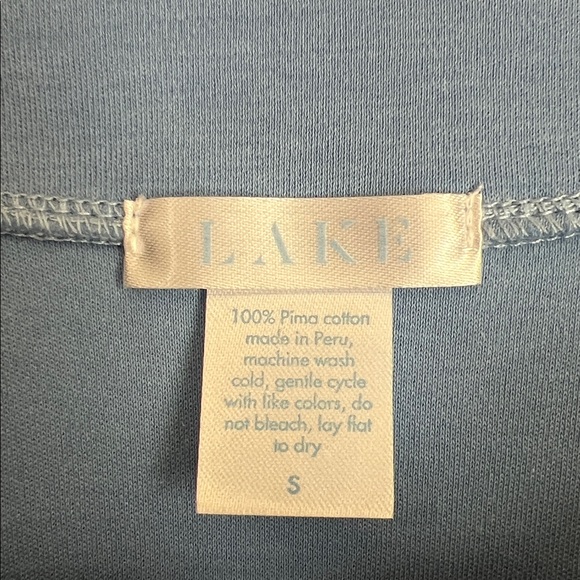 LAKE
100% Pima cotton
made in Peru,
machine wash
cold, gentle cycle
with like colors, do
not bleach, lay flat
to dry
S